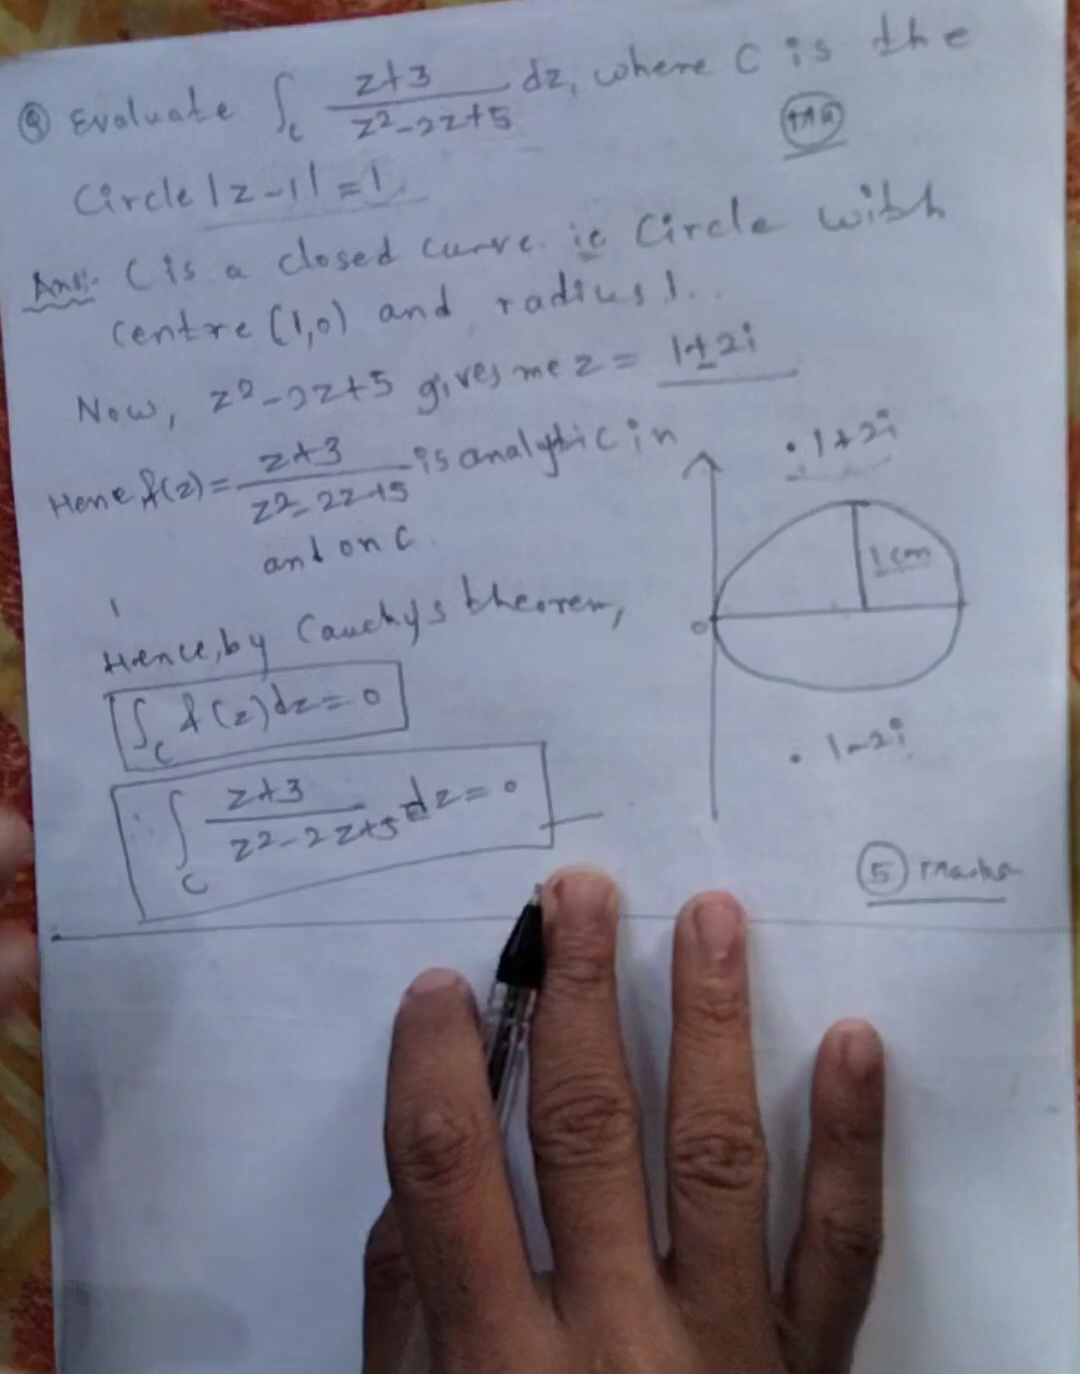 Q Evaluate ∫c z+3 / z²-2z+5 dz, where C is the
Circle |z-1| = 1
Ans:- C is a closed curve. ie Circle with
Centre (1,0) and radius 1..
Now, z²-2z+5 gives me z = 1±2i
Here f(z) = z+3 / z²-2z+5 is analytic in
and on C.
Hence, by Cauchy's theorem,
∫c f(z)dz = 0
∴ ∫c z+3 / z²-2z+5 dz = 0
. 1+2i
1 cm
0
. 1-2i
5 Marks